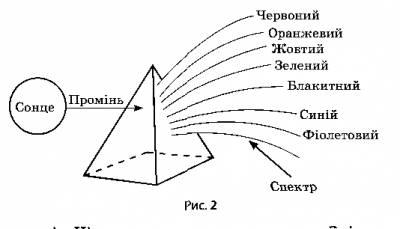 Червоний
Оранжевий
Жовтий
Зелений
Блакитний
Синій
Фіолетовий
Сонце
Промінь
Спектр
Рис. 2